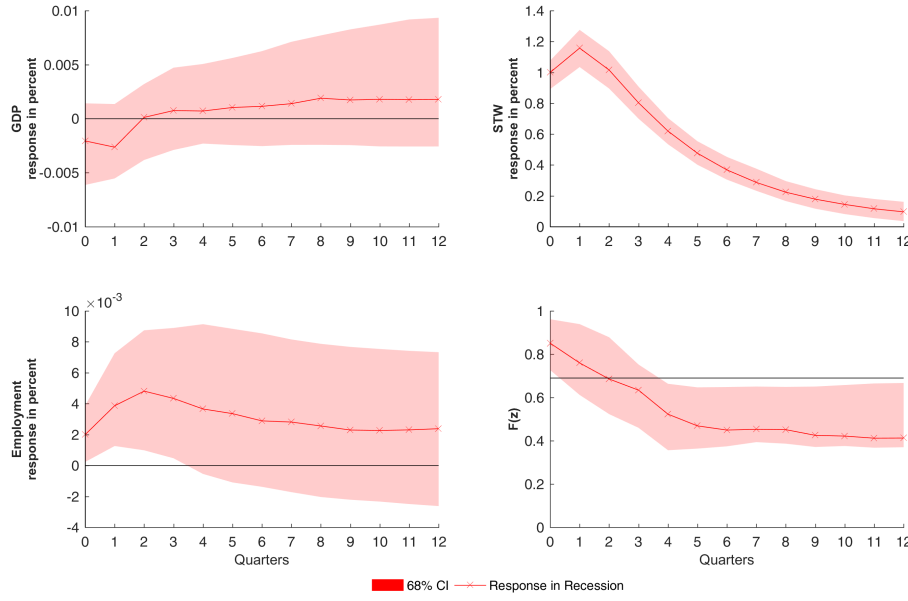 0.01
0.005
0
-0.005
-0.01
GDP
response in percent
0 1 2 3 4 5 6 7 8 9 10 11 12
1.4
1.2
1
0.8
0.6
0.4
0.2
0
STW
response in percent
0 1 2 3 4 5 6 7 8 9 10 11 12
×10⁻³
10
8
6
4
2
0
-2
-4
Employment
response in percent
0 1 2 3 4 5 6 7 8 9 10 11 12
Quarters
1
0.8
0.6
0.4
0.2
0
F(z)
0 1 2 3 4 5 6 7 8 9 10 11 12
Quarters
68% CI
Response in Recession